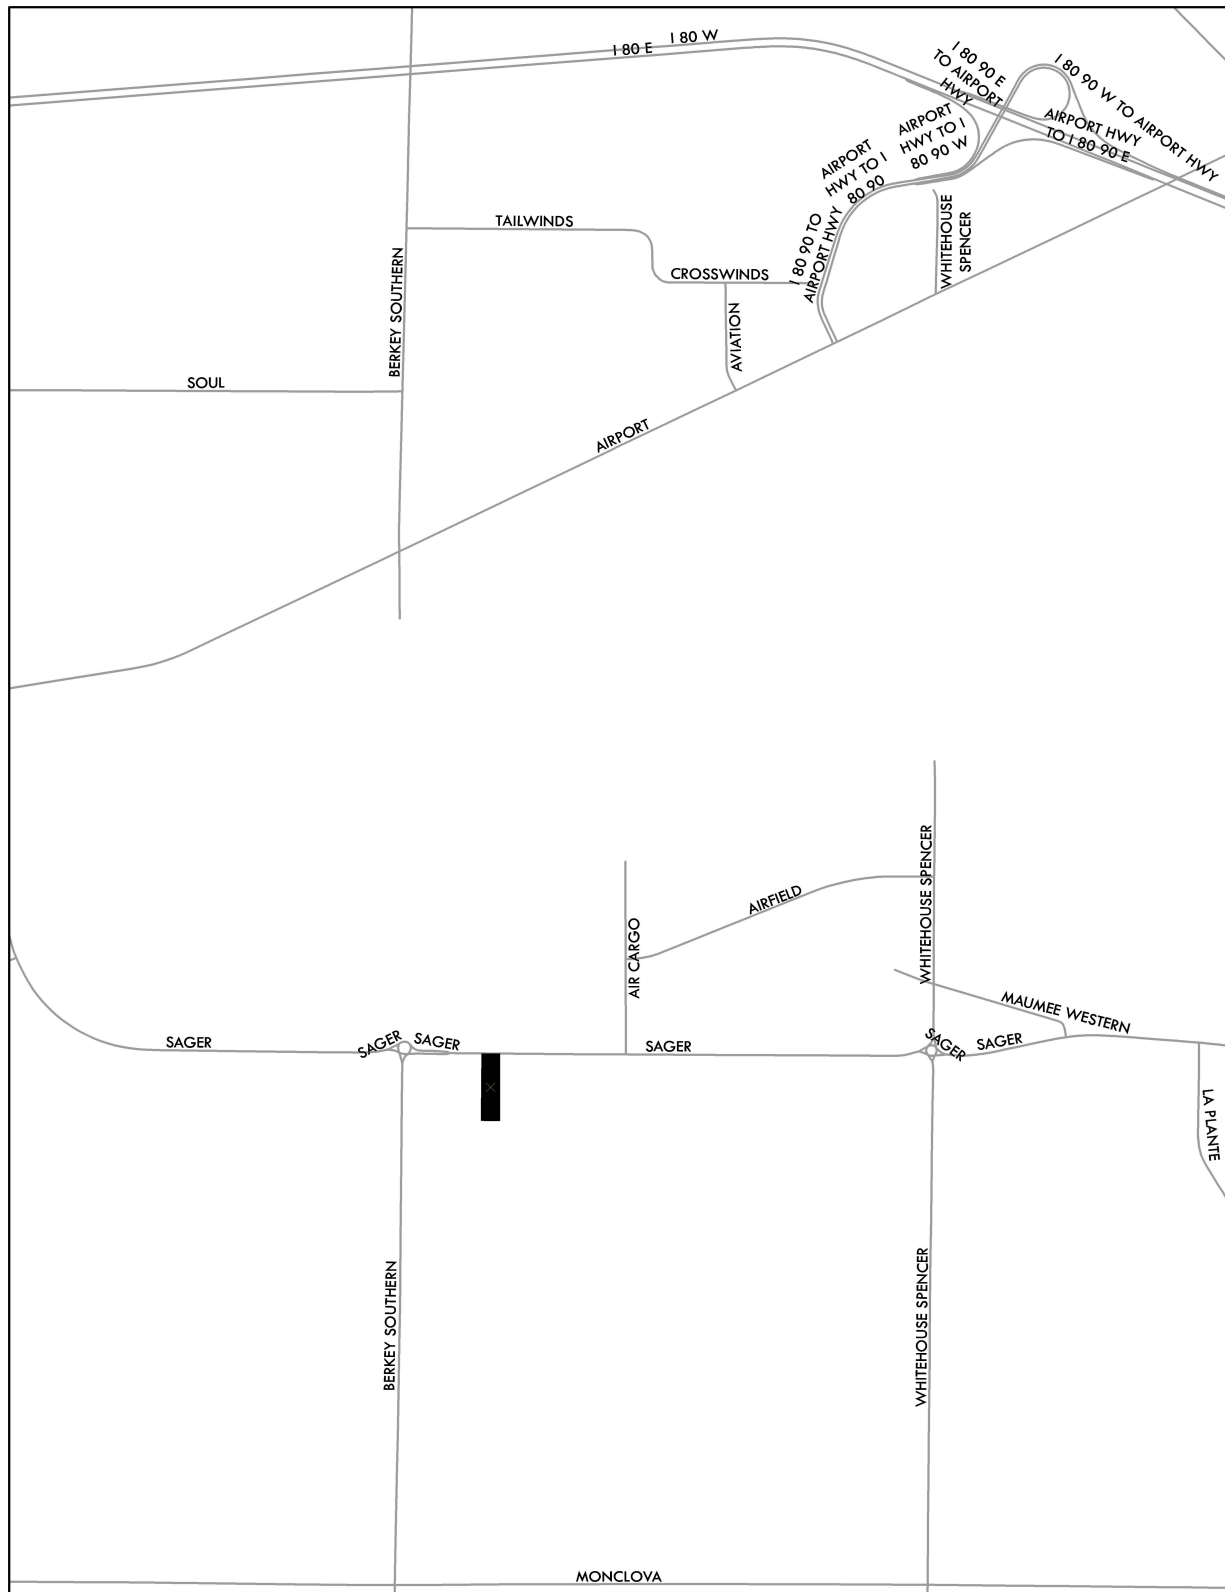 I 80 W
I 80 E
I 80 90 E
TO AIRPORT
HWY
I 80 90 W TO AIRPORT HWY
AIRPORT HWY
TO I 80 90 E
AIRPORT
HWY TO I
80 90 W
AIRPORT
HWY TO I
80 90
I 80 90 TO
AIRPORT HWY
WHITEHOUSE
SPENCER
TAILWINDS
CROSSWINDS
BERKEY SOUTHERN
AVIATION
SOUL
AIRPORT
WHITEHOUSE SPENCER
AIRFIELD
AIR CARGO
MAUMEE WESTERN
SAGER
SAGER
SAGER
SAGER
SAGER
SAGER
LA PLANTE
BERKEY SOUTHERN
WHITEHOUSE SPENCER
MONCLOVA